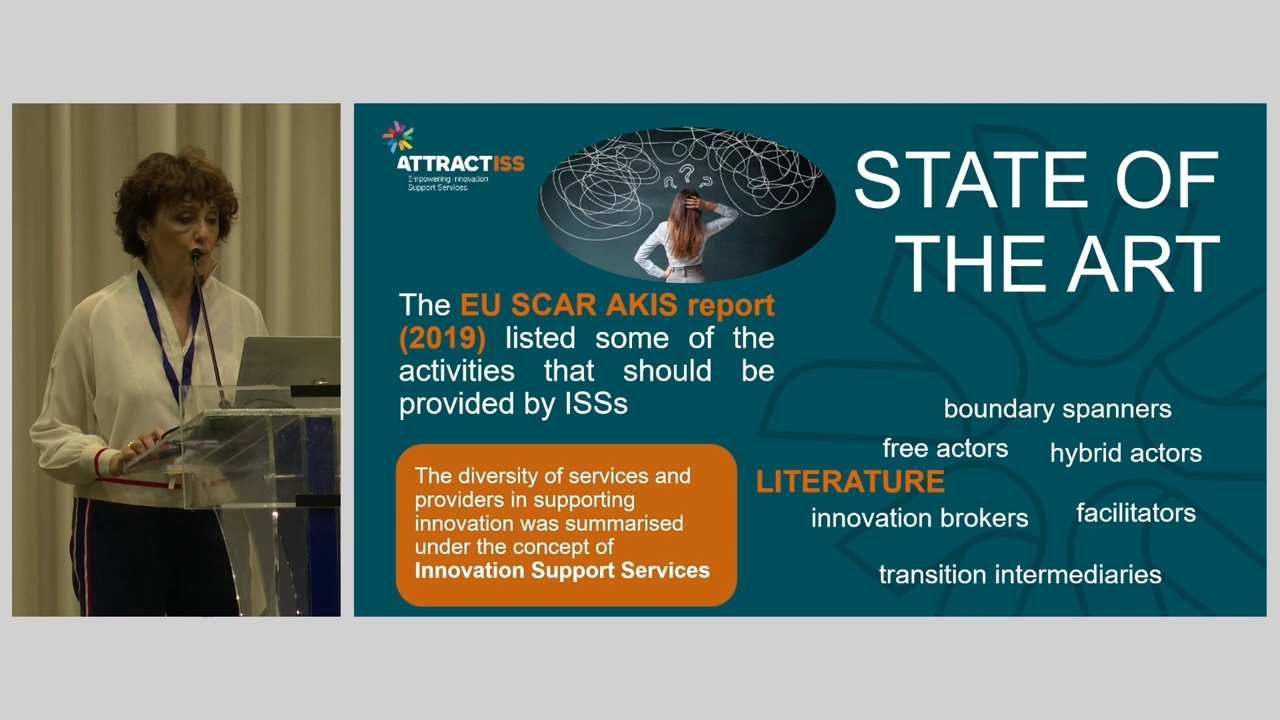 ATTRACTISS
Empowering Innovation
Support Services
STATE OF
THE ART
The EU SCAR AKIS report
(2019) listed some of the
activities that should be
provided by ISSs
The diversity of services and
providers in supporting
innovation was summarised
under the concept of
Innovation Support Services
boundary spanners
free actors
hybrid actors
LITERATURE
innovation brokers
facilitators
transition intermediaries